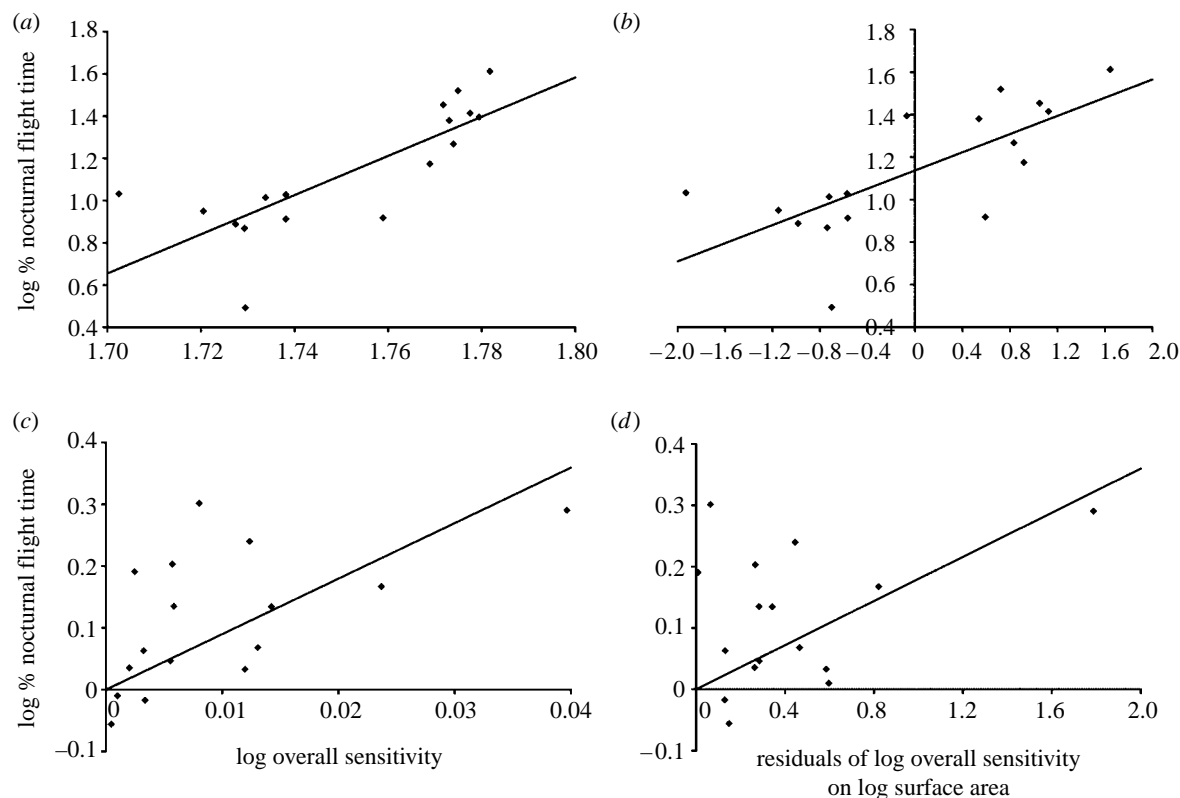 (a)
(b)
log % nocturnal flight time
1.8
1.6
1.4
1.2
1.0
0.8
0.6
0.4
1.70 1.72 1.74 1.76 1.78 1.80
1.8
1.6
1.4
1.2
1.0
0.8
0.6
0.4
−2.0 −1.6 −1.2 −0.8 −0.4 0 0.4 0.8 1.2 1.6 2.0
(c)
(d)
log % nocturnal flight time
0.4
0.3
0.2
0.1
0
−0.1
0 0.01 0.02 0.03 0.04
log overall sensitivity
0.4
0.3
0.2
0.1
0
−0.1
0 0.4 0.8 1.2 1.6 2.0
residuals of log overall sensitivity
on log surface area